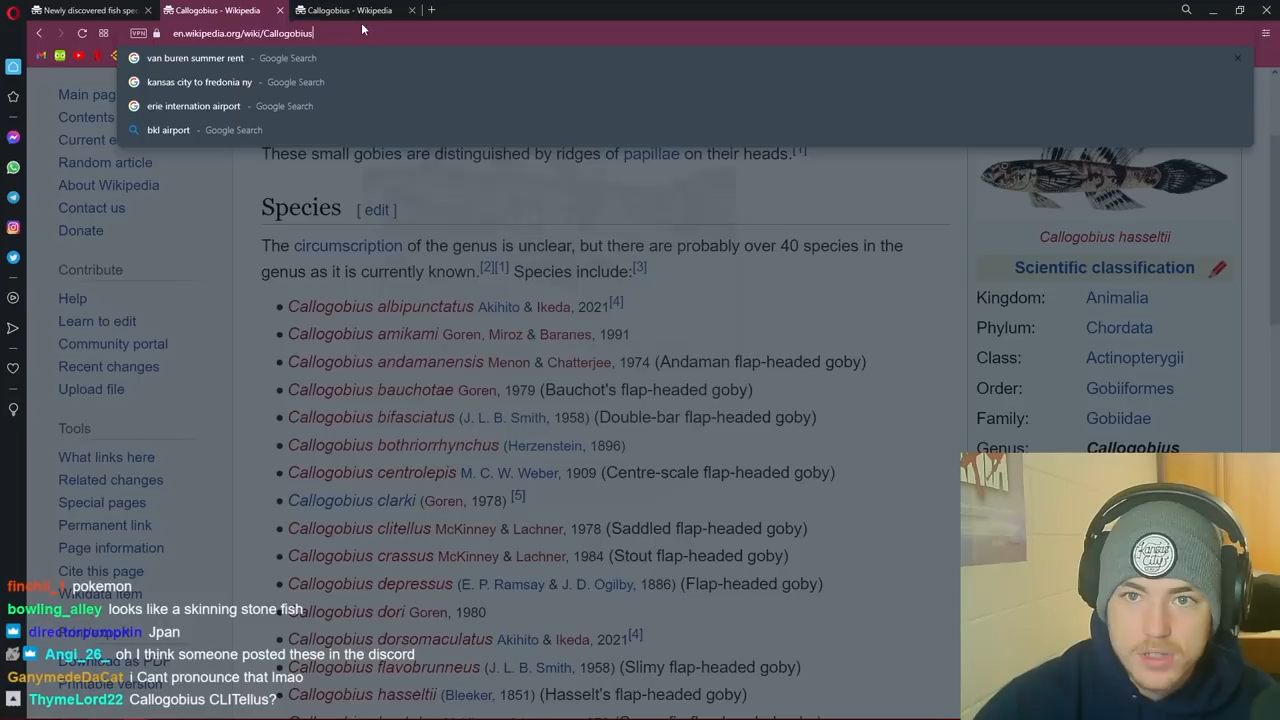 Newly discovered fish spe
Callogobius - Wikipedia
Callogobius - Wikipedia
VPN
en.wikipedia.org/wiki/Callogobius
van buren summer rent - Google Search
kansas city to fredonia ny - Google Search
erie internation airport - Google Search
bkl airport - Google Search
Main pag
Contents
Current e
Random article
About Wikipedia
Contact us
Donate
Contribute
Help
Learn to edit
Community portal
Recent changes
Upload file
Tools
What links here
Related changes
Special pages
Permanent link
Page information
Wikidata item
Download as PDF
Printable version
These small gobies are distinguished by ridges of papillae on their heads.[1]
Species [ edit ]
The circumscription of the genus is unclear, but there are probably over 40 species in the
genus as it is currently known.[2][1] Species include:[3]
• Callogobius albipunctatus Akihito & Ikeda, 2021[4]
• Callogobius amikami Goren, Miroz & Baranes, 1991
• Callogobius andamanensis Menon & Chatterjee, 1974 (Andaman flap-headed goby)
• Callogobius bauchotae Goren, 1979 (Bauchot's flap-headed goby)
• Callogobius bifasciatus (J. L. B. Smith, 1958) (Double-bar flap-headed goby)
• Callogobius bothriorrhynchus (Herzenstein, 1896)
• Callogobius centrolepis M. C. W. Weber, 1909 (Centre-scale flap-headed goby)
• Callogobius clarki (Goren, 1978) [5]
• Callogobius clitellus McKinney & Lachner, 1978 (Saddled flap-headed goby)
• Callogobius crassus McKinney & Lachner, 1984 (Stout flap-headed goby)
• Callogobius depressus (E. P. Ramsay & J. D. Ogilby, 1886) (Flap-headed goby)
Callogobius dori Goren, 1980
• Callogobius dorsomaculatus Akihito & Ikeda, 2021[4]
Callogobius flavobrunneus (J. L. B. Smith, 1958) (Slimy flap-headed goby)
• Callogobius hasseltii (Bleeker, 1851) (Hasselt's flap-headed goby)
Callogobius hasseltii
Scientific classification
Kingdom: Animalia
Phylum: Chordata
Class: Actinopterygii
Order: Gobiiformes
Family: Gobiidae
Genus: Callogobius
Kansas City
finchil_1 pokemon
bowling_alley looks like a skinning stone fish
directorpumpkin Jpan
Angi_26_ oh I think someone posted these in the discord
GanymedeDaCat i Cant pronounce that lmao
ThymeLord22 Callogobius CLITellus?